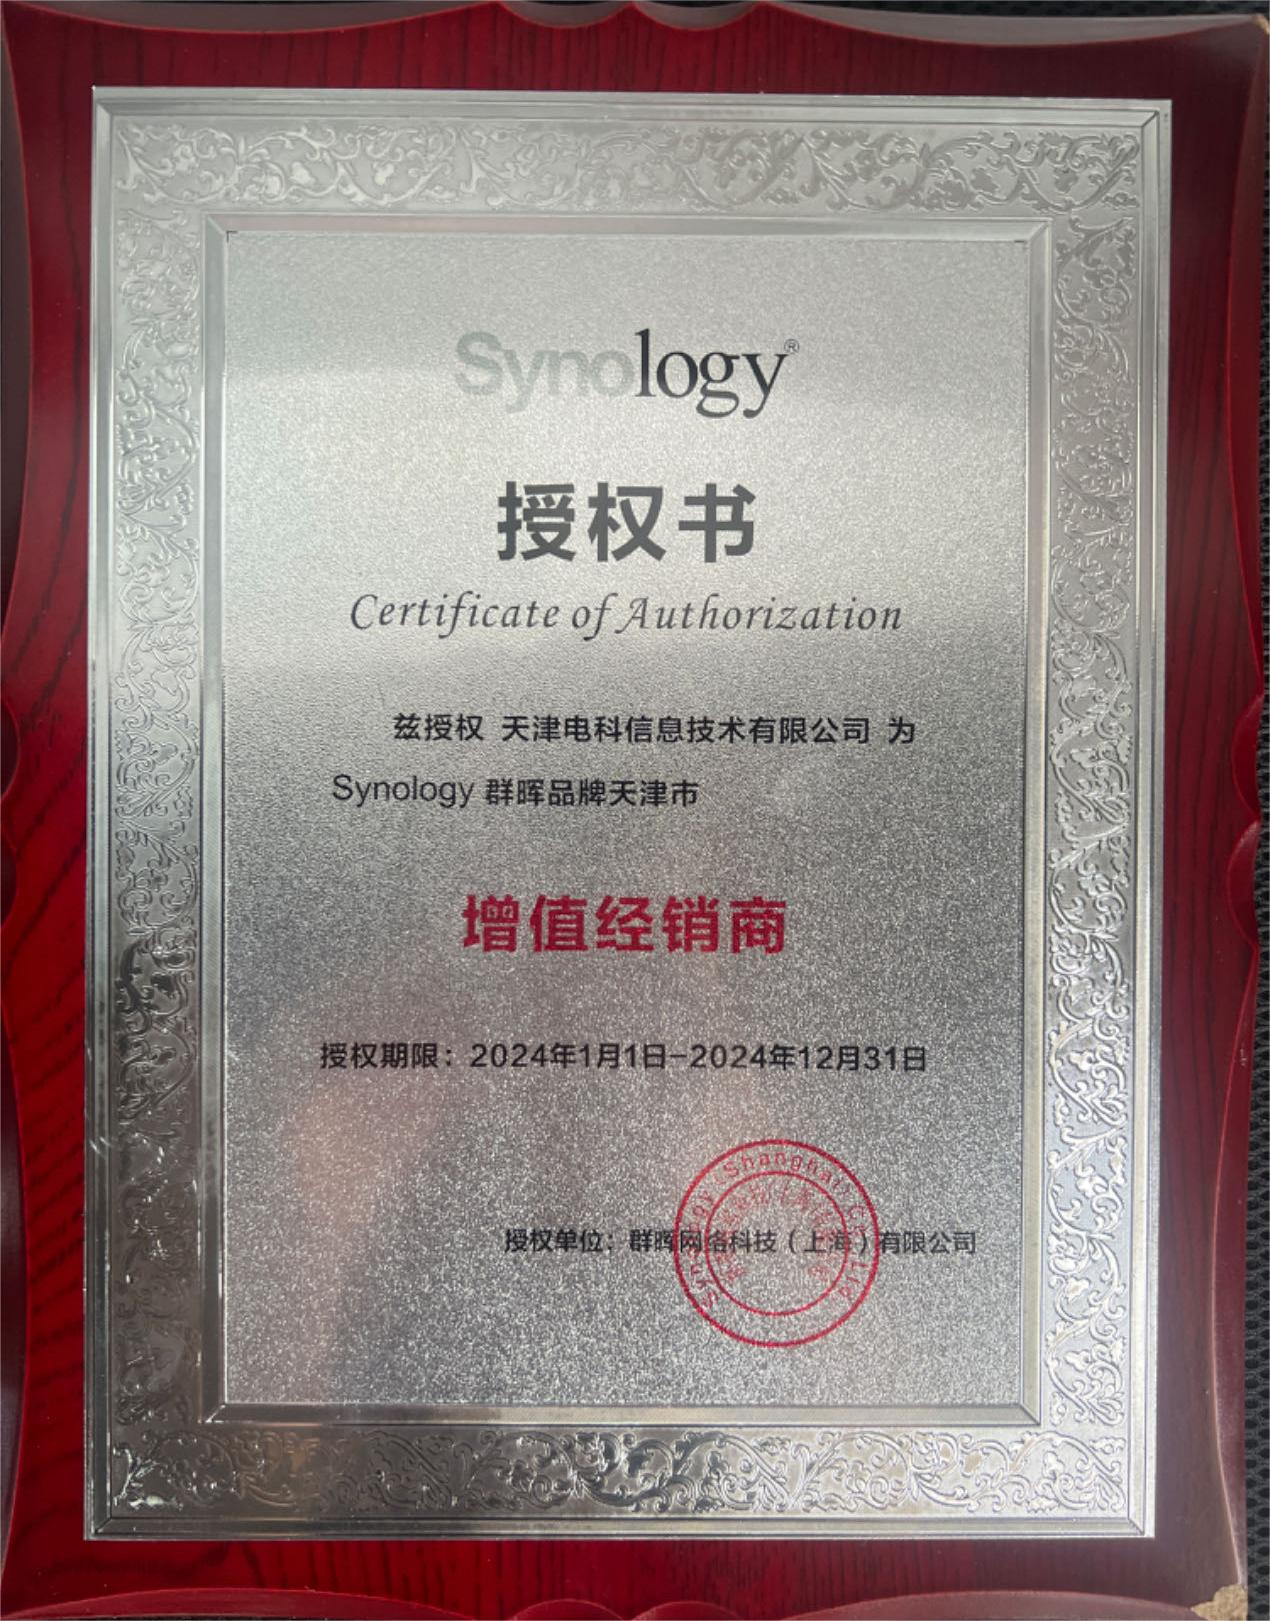 Synology®
授权书
Certificate of Authorization
兹授权 天津电科信息技术有限公司 为
Synology 群晖品牌天津市
增值经销商
授权期限：2024年1月1日-2024年12月31日
Synology Shanghai Co. Ltd.
授权单位：群晖网络科技（上海）有限公司